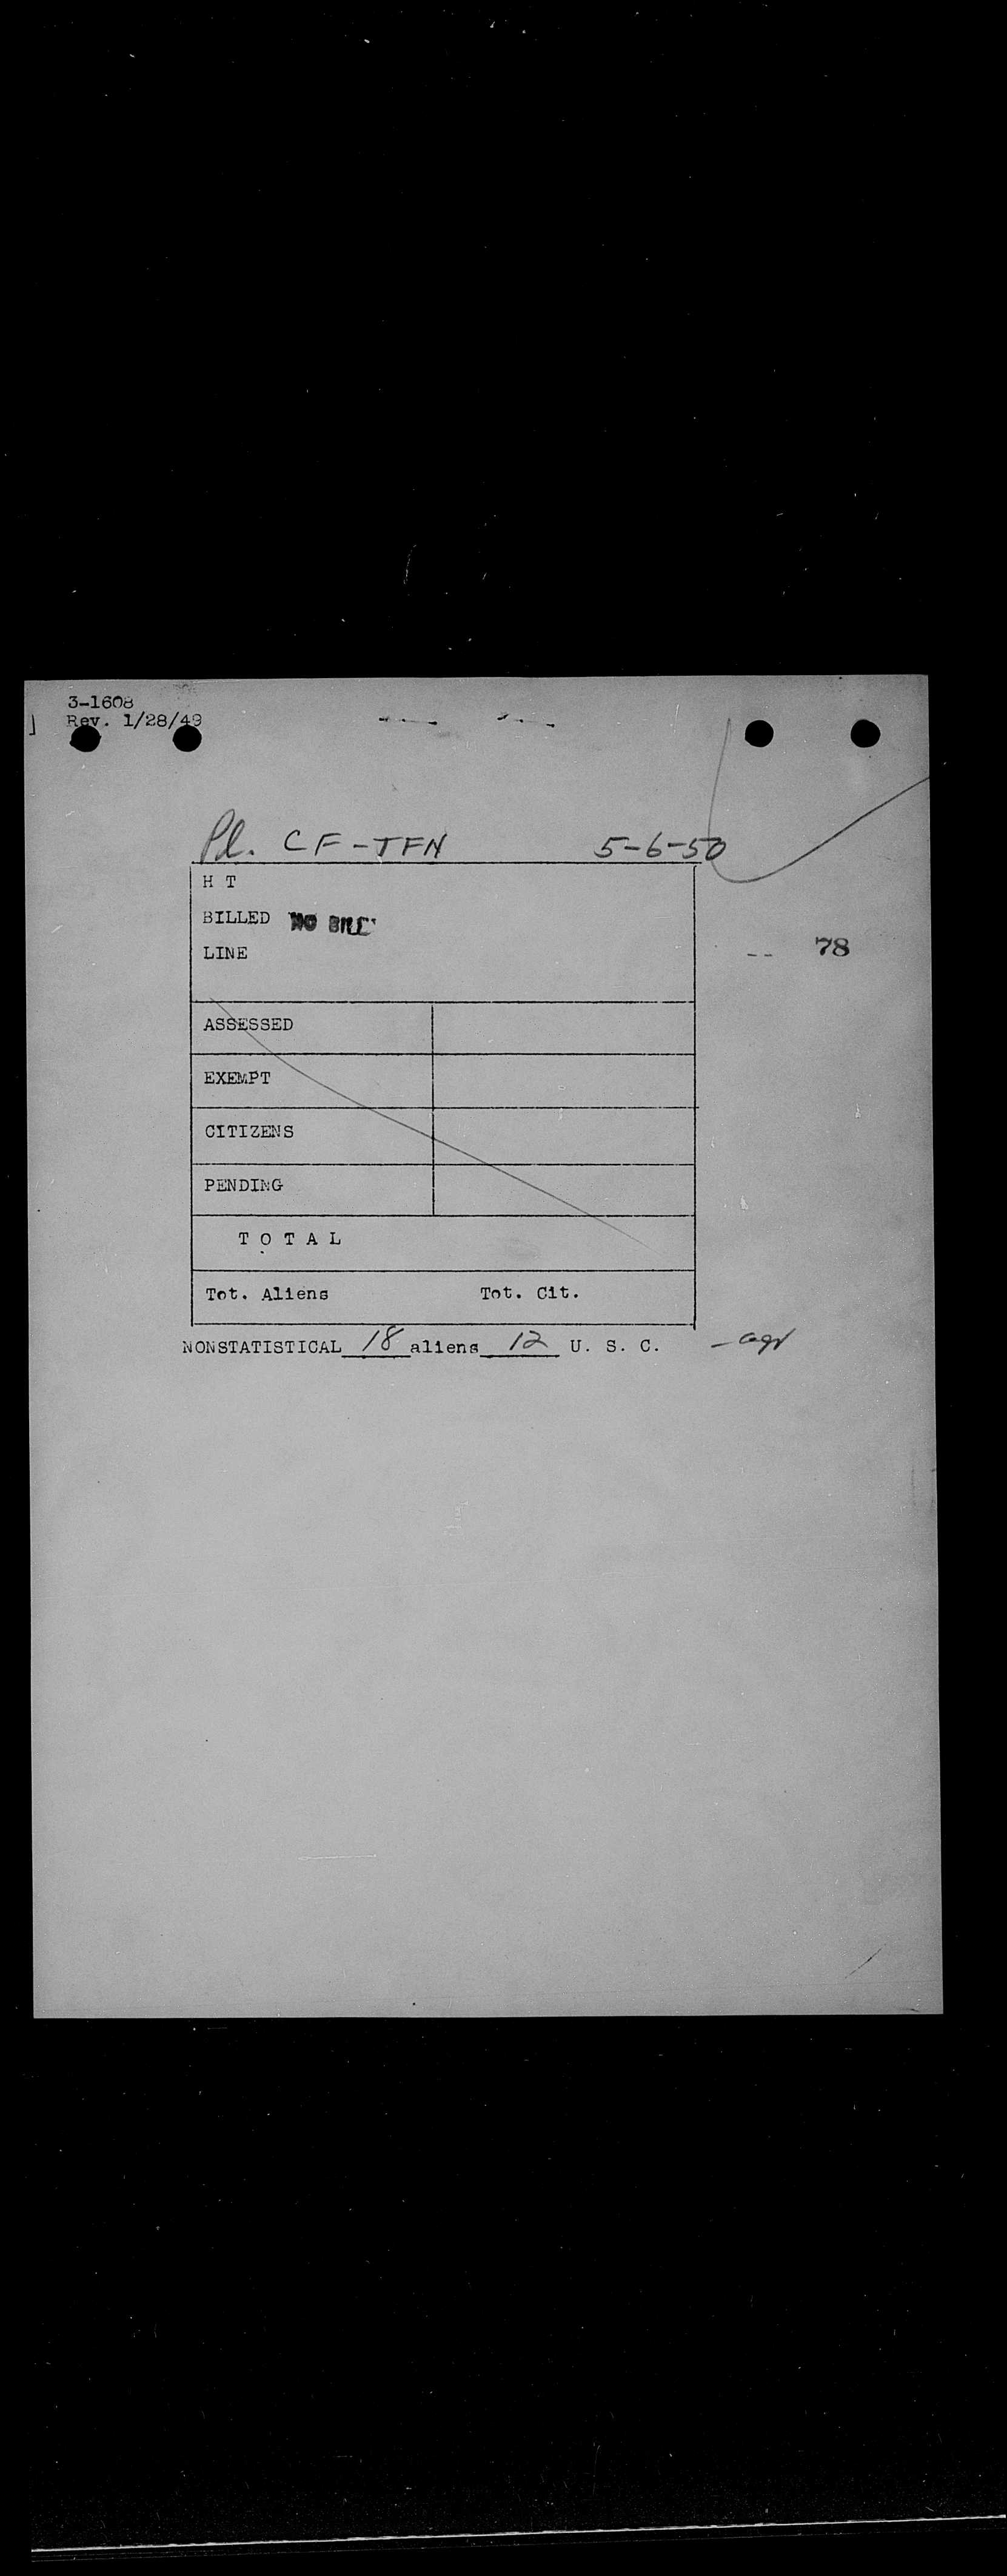 3-1608
Rev. 1/28/49
Pl. CF-TFN 5-6-50
H T
BILLED NO BILL
LINE
-- 78
ASSESSED
EXEMPT
CITIZENS
PENDING
T O T A L
Tot. Aliens Tot. Cit.
NONSTATISTICAL 18 aliens 12 U. S. C.